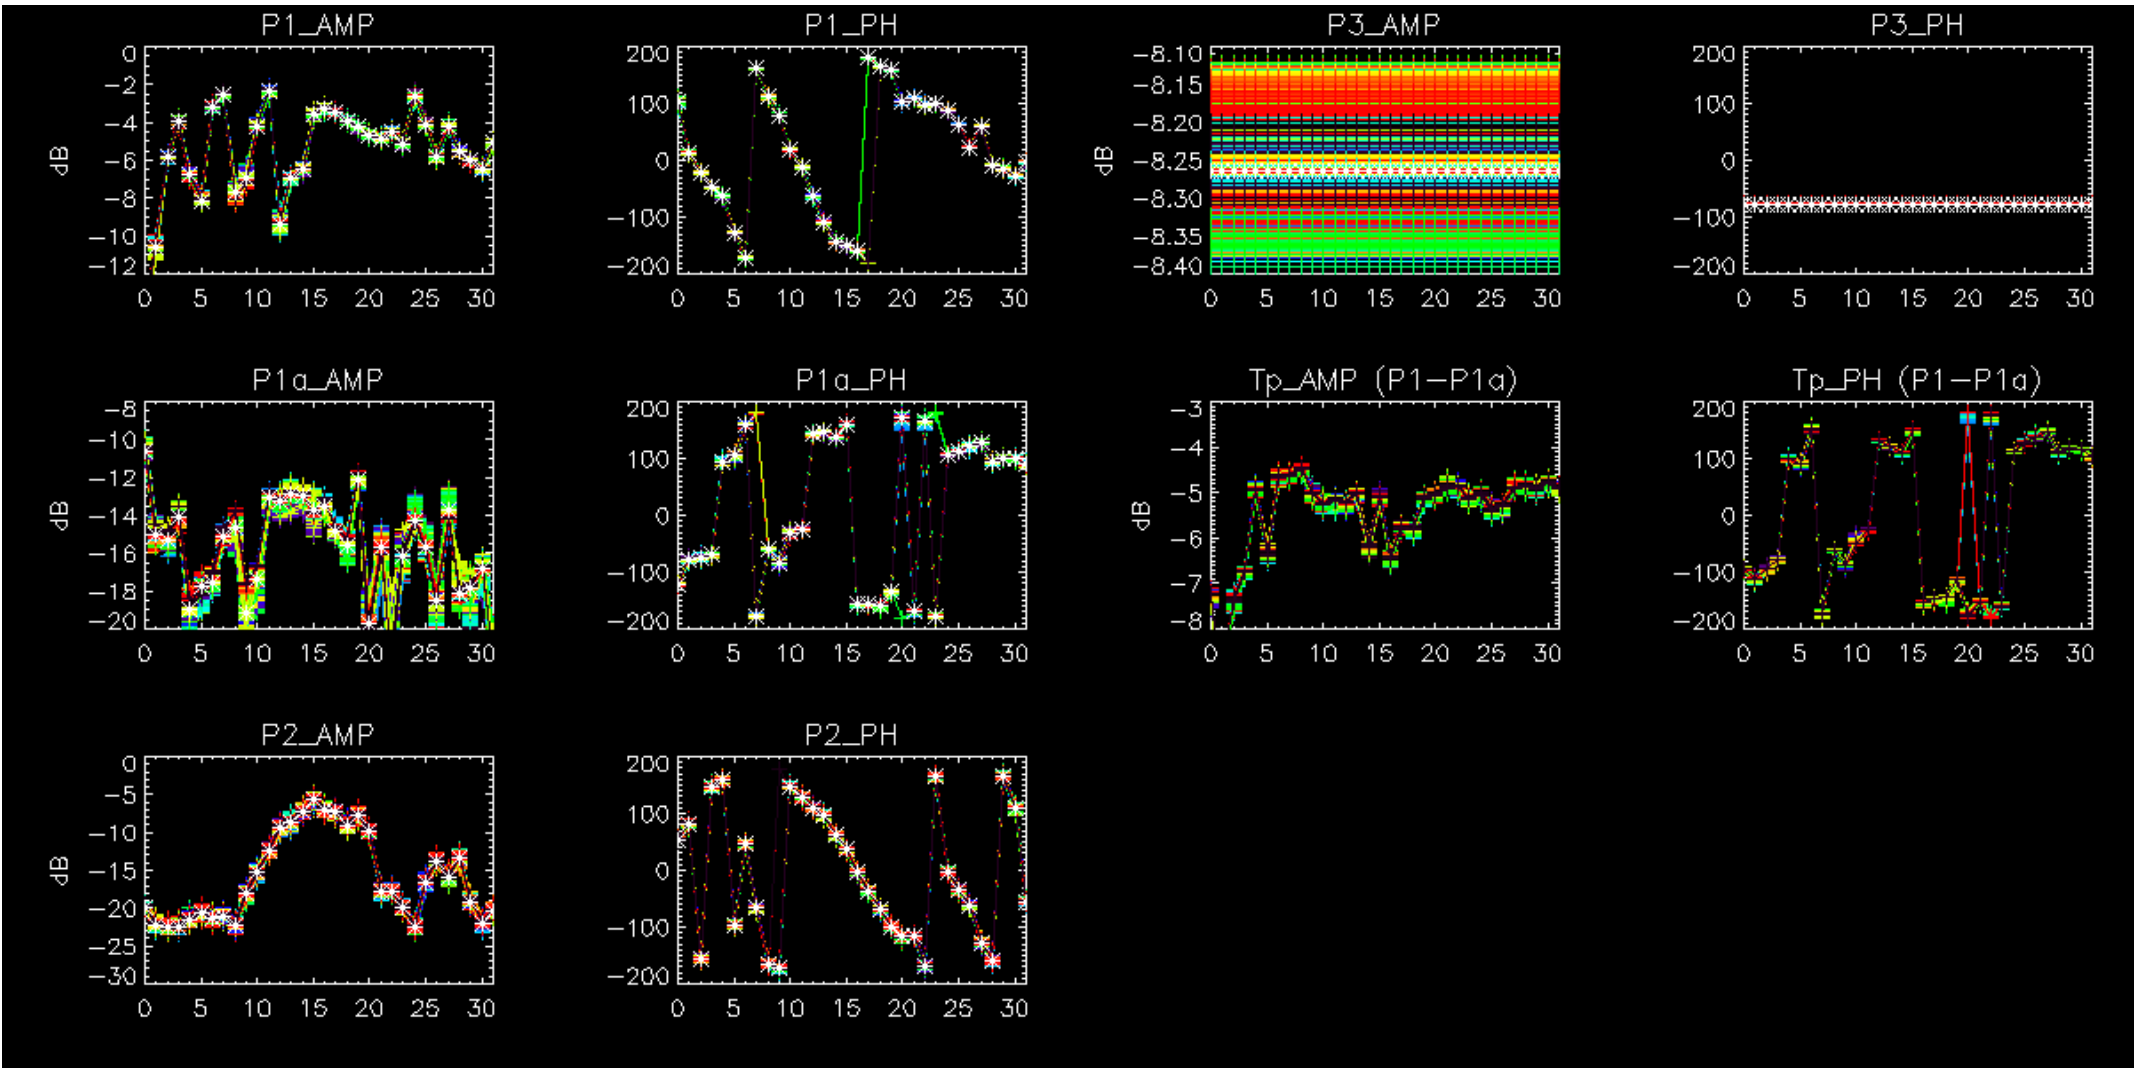 P1_AMP
0
−2
−4
−6
−8
−10
−12
dB
0 5 10 15 20 25 30
P1_PH
200
100
0
−100
−200
0 5 10 15 20 25 30
P3_AMP
−8.10
−8.15
−8.20
−8.25
−8.30
−8.35
−8.40
dB
0 5 10 15 20 25 30
P3_PH
200
100
0
−100
−200
0 5 10 15 20 25 30
P1a_AMP
−8
−10
−12
−14
−16
−18
−20
dB
0 5 10 15 20 25 30
P1a_PH
200
100
0
−100
−200
0 5 10 15 20 25 30
Tp_AMP (P1−P1a)
−3
−4
−5
−6
−7
−8
dB
0 5 10 15 20 25 30
Tp_PH (P1−P1a)
200
100
0
−100
−200
0 5 10 15 20 25 30
P2_AMP
0
−5
−10
−15
−20
−25
−30
dB
0 5 10 15 20 25 30
P2_PH
200
100
0
−100
−200
0 5 10 15 20 25 30